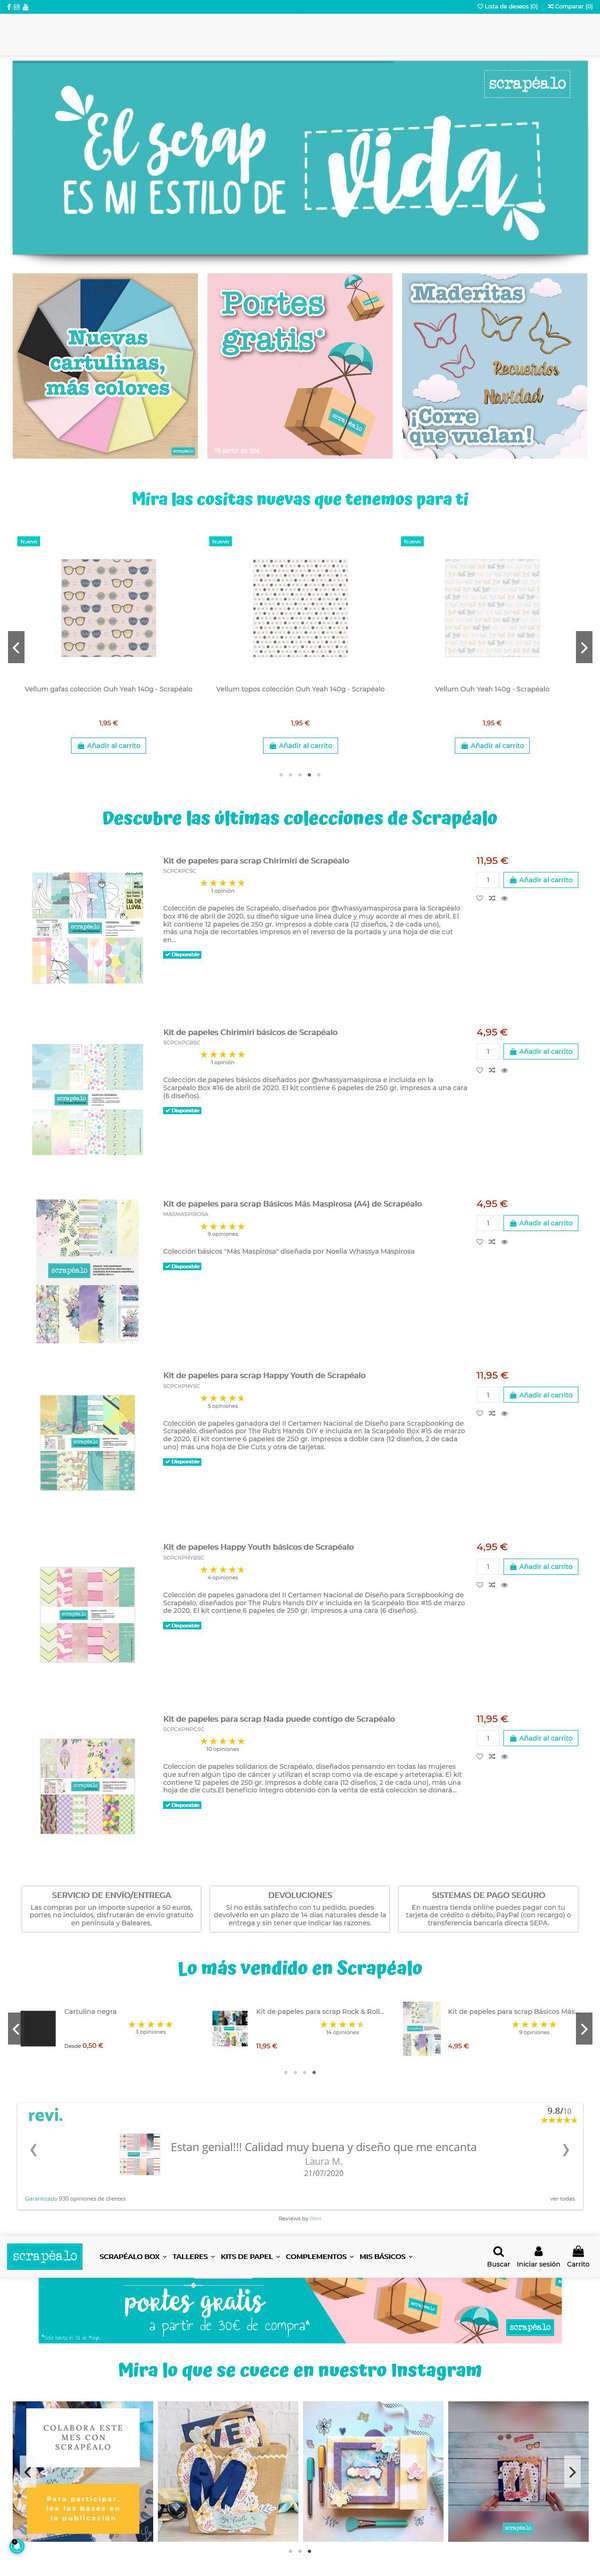 Lista de deseos (0)
Comparar (0)
scrapéalo
El scrap
ES MI ESTILO DE
vida
Nuevas
cartulinas,
más colores
scrapéalo
Portes
gratis*
scrapéalo
Maderitas
Recuerdos
Navidad
¡Corre
que vuelan!
Mira las cositas nuevas que tenemos para ti
Nuevo
Nuevo
Nuevo
Vellum gafas colección Ouh Yeah 140g - Scrapéalo
Vellum topos colección Ouh Yeah 140g - Scrapéalo
Vellum Ouh Yeah 140g - Scrapéalo
1,95 €
1,95 €
1,95 €
Añadir al carrito
Añadir al carrito
Añadir al carrito
Descubre las últimas colecciones de Scrapéalo
Kit de papeles para scrap Chirimiri de Scrapéalo
11,95 €
SCPCKPCSC
1
Añadir al carrito
1 opinión
Colección de papeles de Scrapéalo, diseñados por @whassyamaspirosa para la Scrapéalo
box #16 de abril de 2020, su diseño sigue una línea dulce y muy acorde al mes de abril. El
kit contiene 12 papeles de 250 gr. impresos a doble cara (12 diseños, 2 de cada uno),
más una hoja de recortables impresos en el reverso de la portada y una hoja de die cut
en...
Disponible
Kit de papeles Chirimiri básicos de Scrapéalo
4,95 €
SCPCKPCBSC
1
Añadir al carrito
1 opinión
Colección de papeles básicos diseñados por @whassyamaspirosa e incluida en la
Scarpéalo Box #16 de abril de 2020. El kit contiene 6 papeles de 250 gr. impresos a una cara
(6 diseños).
Disponible
Kit de papeles para scrap Básicos Más Maspirosa (A4) de Scrapéalo
4,95 €
MASMASPIROSA
1
Añadir al carrito
9 opiniones
Colección básicos "Más Maspirosa" diseñada por Noelia Whassya Maspirosa
Disponible
Kit de papeles para scrap Happy Youth de Scrapéalo
11,95 €
SCPCKPHYSC
1
Añadir al carrito
5 opiniones
Colección de papeles ganadora del II Certamen Nacional de Diseño para Scrapbooking de
Scrapéalo, diseñados por The Rub's Hands DIY e incluida en la Scarpéalo Box #15 de marzo
de 2020. El kit contiene 6 papeles de 250 gr. impresos a doble cara (12 diseños, 2 de cada
uno) más una hoja de Die Cuts y otra de tarjetas.
Disponible
Kit de papeles Happy Youth básicos de Scrapéalo
4,95 €
SCPCKPHYBSC
1
Añadir al carrito
4 opiniones
Colección de papeles ganadora del II Certamen Nacional de Diseño para Scrapbooking de
Scrapéalo, diseñados por The Rub's Hands DIY e incluida en la Scarpéalo Box #15 de marzo
de 2020. El kit contiene 6 papeles de 250 gr. impresos a una cara (6 diseños).
Disponible
Kit de papeles para scrap Nada puede contigo de Scrapéalo
11,95 €
SCPCKPNPCSC
1
Añadir al carrito
10 opiniones
Colección de papeles solidarios de Scrapéalo, diseñados pensando en todas las mujeres
que sufren algún tipo de cáncer y utilizan el scrap como vía de escape y arteterapia. El kit
contiene 12 papeles de 250 gr. impresos a doble cara (12 diseños, 2 de cada uno), más una
hoja de die cuts.El beneficio íntegro obtenido con la venta de está colección se donará...
Disponible
SERVICIO DE ENVÍO/ENTREGA
Las compras por un importe superior a 50 euros,
portes no incluidos, disfrutarán de envío gratuito
en península y Baleares.
DEVOLUCIONES
Si no estás satisfecho con tu pedido, puedes
devolverlo en un plazo de 14 días naturales desde la
entrega y sin tener que indicar las razones.
SISTEMAS DE PAGO SEGURO
En nuestra tienda online puedes pagar con tu
tarjeta de crédito o débito, PayPal (con recargo) o
transferencia bancaria directa SEPA.
Lo más vendido en Scrapéalo
Cartulina negra
3 opiniones
Desde 0,50 €
Kit de papeles para scrap Rock & Roll...
14 opiniones
11,95 €
Kit de papeles para scrap Básicos Más
9 opiniones
4,95 €
revi.
9.8/10
Estan genial!!! Calidad muy buena y diseño que me encanta
Laura M.
21/07/2020
Garantizado 930 opiniones de clientes
ver todas
Reviews by Revi
scrapéalo
SCRAPÉALO BOX
TALLERES
KITS DE PAPEL
COMPLEMENTOS
MIS BÁSICOS
Buscar
Iniciar sesión
Carrito
portes gratis
a partir de 30€ de compra*
scrapéalo
Mira lo que se cuece en nuestro Instagram
COLABORA ESTE
MES CON
SCRAPÉALO
Para participar,
lee las bases en
la publicación
scrapéalo